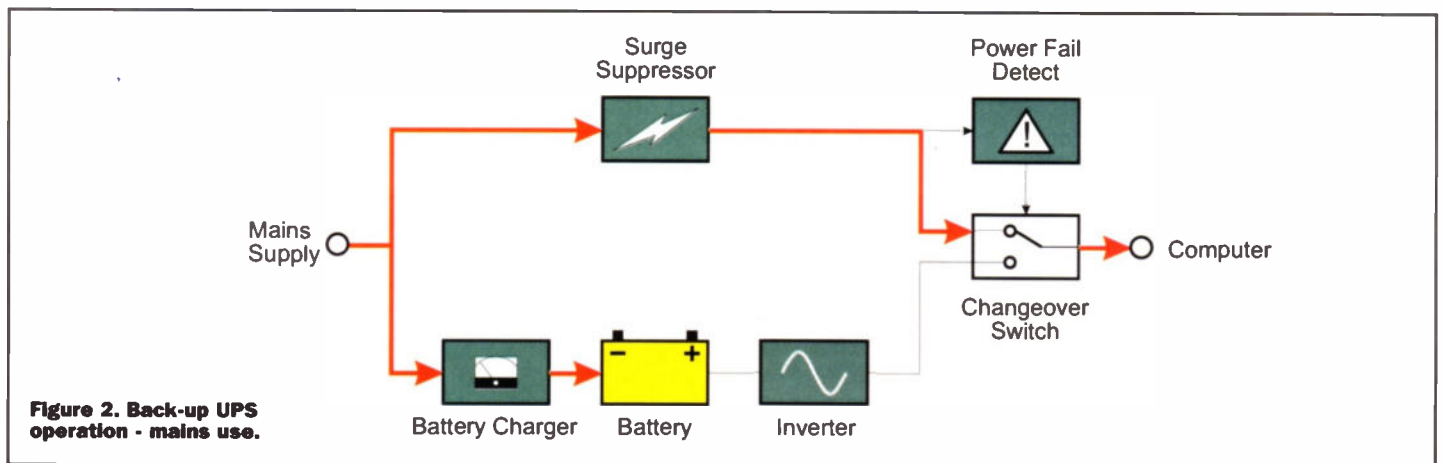 Surge
Suppressor
Power Fail
Detect
!
Mains
Supply
Computer
Changeover
Switch
- +
Battery Charger
Battery
Inverter
Figure 2. Back-up UPS
operation - mains use.